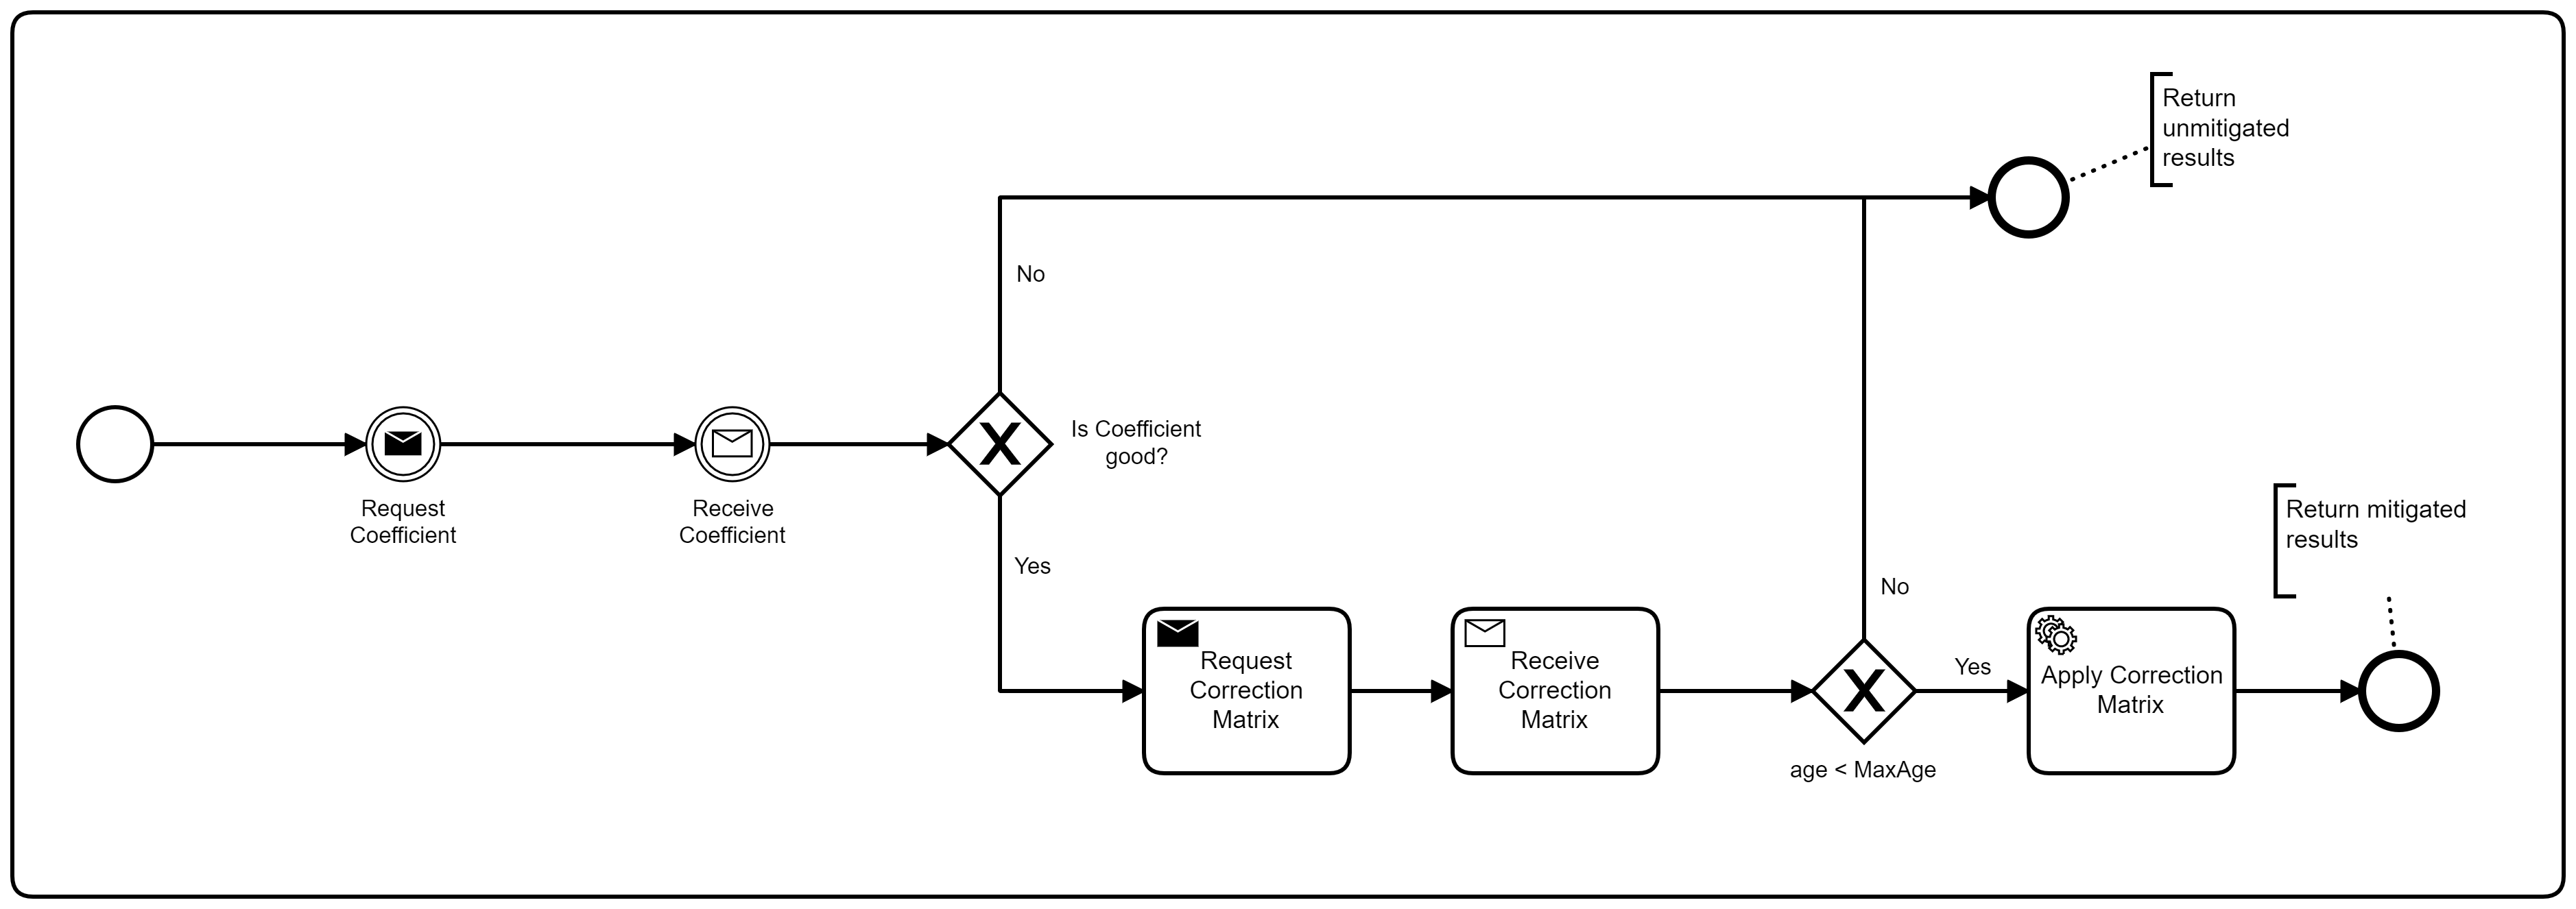 Return
unmitigated
results
No
Is Coefficient
good?
Request
Coefficient
Receive
Coefficient
Yes
Return mitigated
results
No
Request
Correction
Matrix
Receive
Correction
Matrix
Yes
Apply Correction
Matrix
age < MaxAge